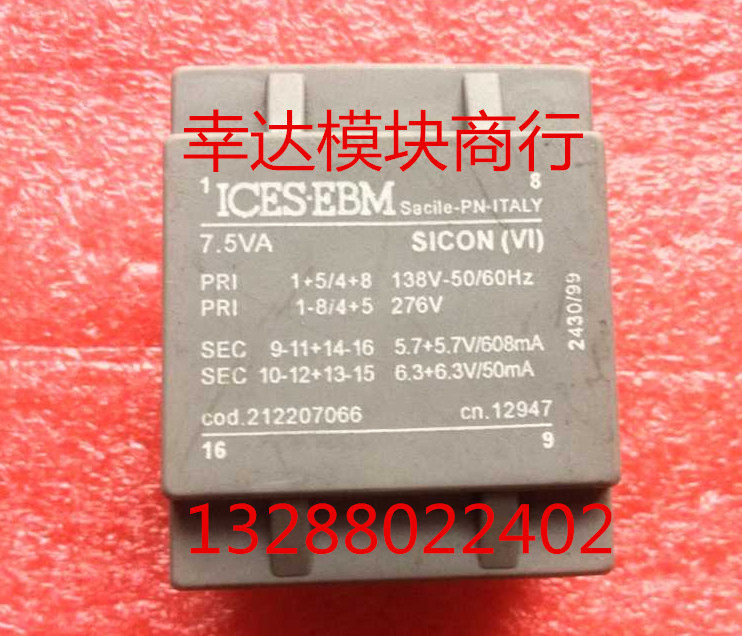 幸达模块商行
1 8
ICES·EBM Sacile-PN-ITALY
7.5VA SICON (VI)
PRI 1+5/4+8 138V-50/60Hz
PRI 1-8/4+5 276V
SEC 9-11+14-16 5.7+5.7V/608mA
SEC 10-12+13-15 6.3+6.3V/50mA
2430/99
cod.212207066 cn.12947
16 9
13288022402